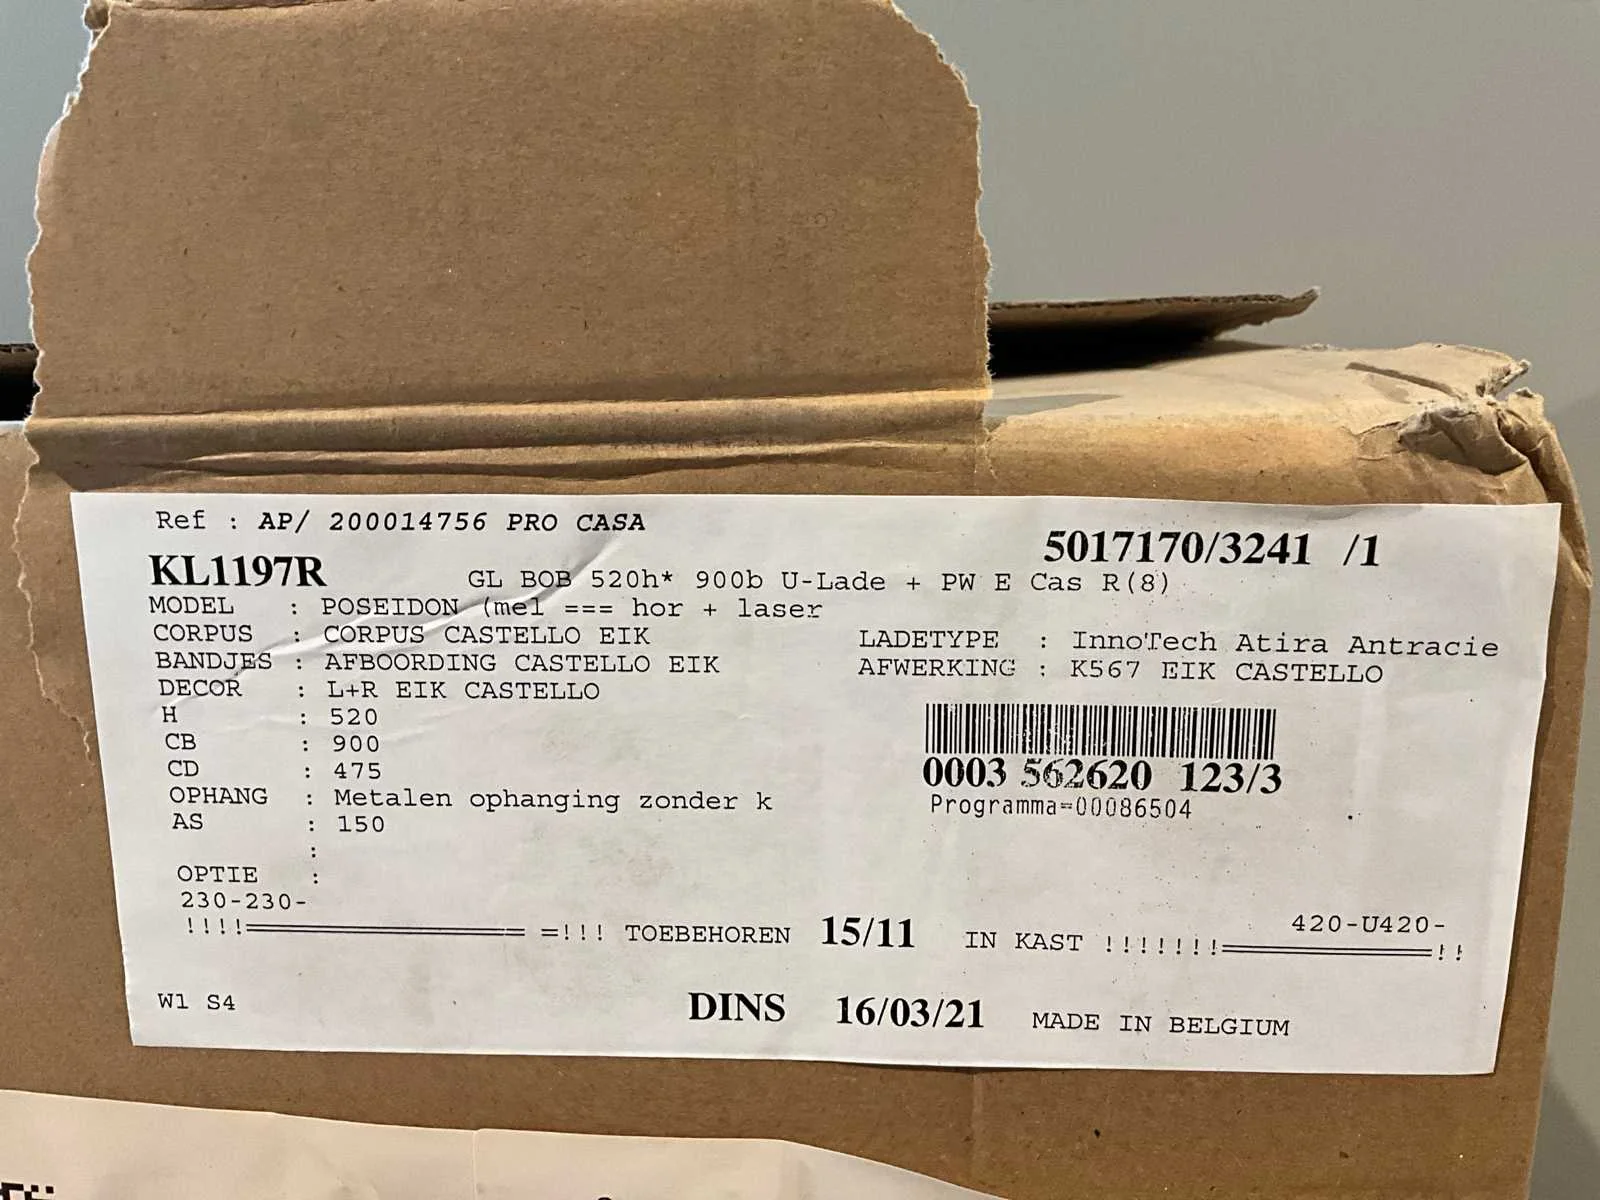 Ref : AP/ 200014756 PRO CASA
5017170/3241 /1
KL1197R GL BOB 520h* 900b U-Lade + PW E Cas R(8)
MODEL : POSEIDON (mel === hor + laser
CORPUS : CORPUS CASTELLO EIK
LADETYPE : InnoTech Atira Antracie
BANDJES : AFBOORDING CASTELLO EIK
AFWERKING : K567 EIK CASTELLO
DECOR : L+R EIK CASTELLO
H : 520
CB : 900
CD : 475
0003 562620 123/3
OPHANG : Metalen ophanging zonder k
Programma=00086504
AS : 150
:
OPTIE :
230-230-
420-U420-
!!!!======================== =!!! TOEBEHOREN 15/11 IN KAST !!!!!!!==================!!
W1 S4 DINS 16/03/21 MADE IN BELGIUM